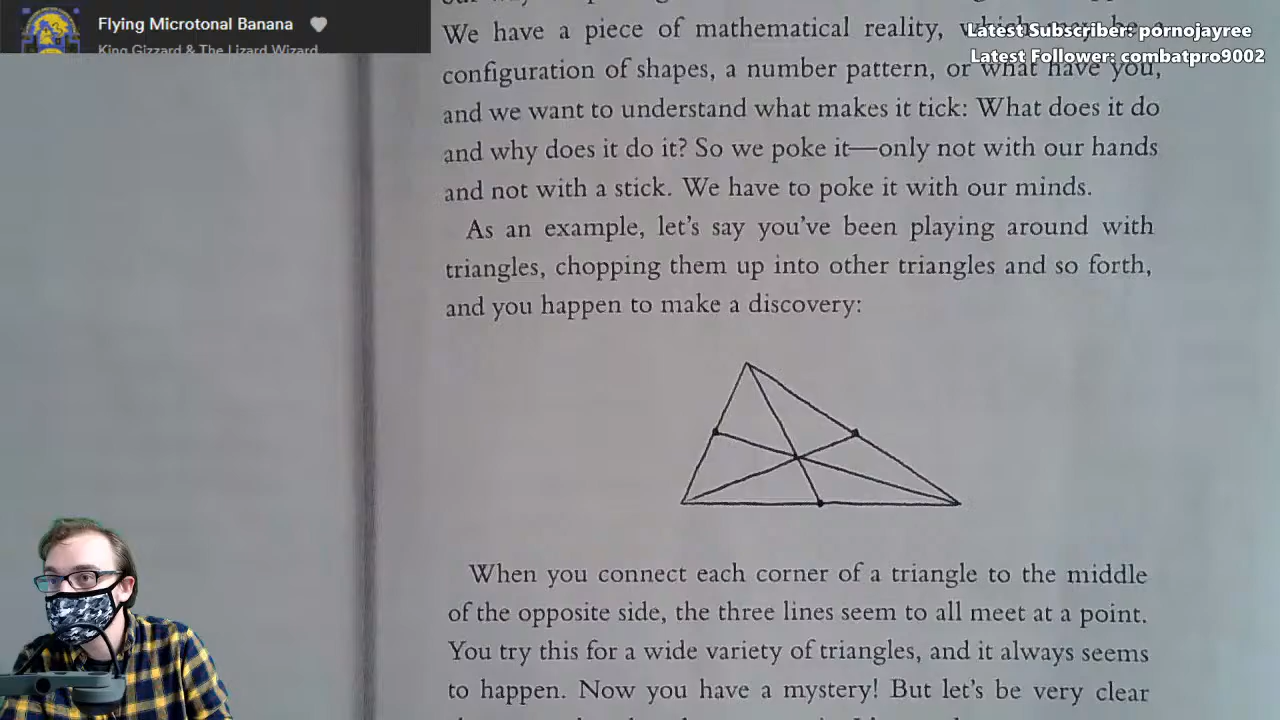 Flying Microtonal Banana
King Gizzard & The Lizard Wizard...
Latest Subscriber: pornojayree
Latest Follower: combatpro9002
We have a piece of mathematical reality, which may be a
configuration of shapes, a number pattern, or what have you,
and we want to understand what makes it tick: What does it do
and why does it do it? So we poke it—only not with our hands
and not with a stick. We have to poke it with our minds.
As an example, let's say you've been playing around with
triangles, chopping them up into other triangles and so forth,
and you happen to make a discovery:
When you connect each corner of a triangle to the middle
of the opposite side, the three lines seem to all meet at a point.
You try this for a wide variety of triangles, and it always seems
to happen. Now you have a mystery! But let's be very clear